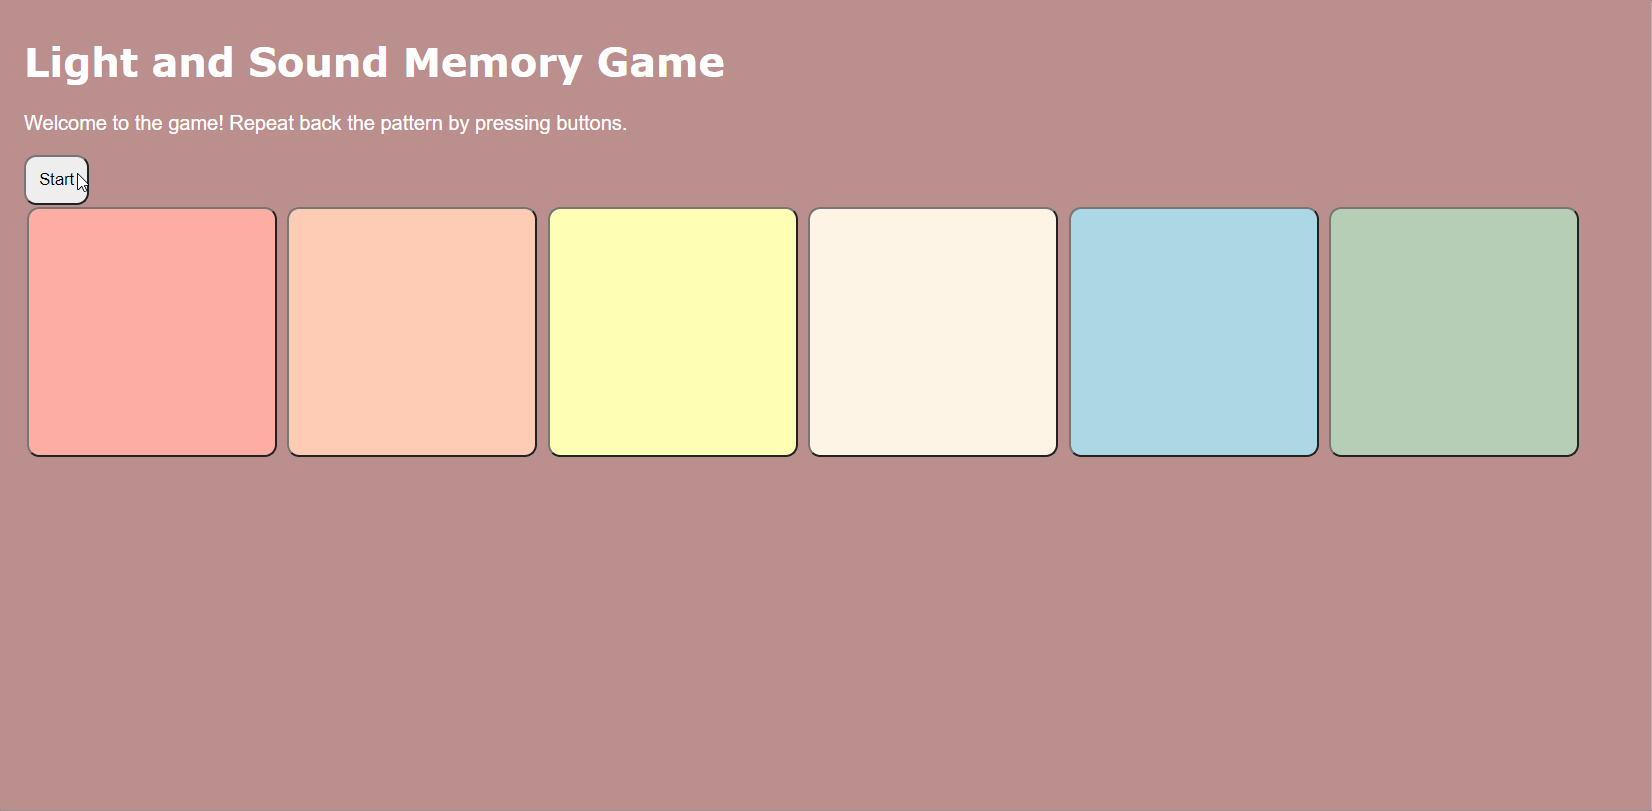 Light and Sound Memory Game
Welcome to the game! Repeat back the pattern by pressing buttons.
Start